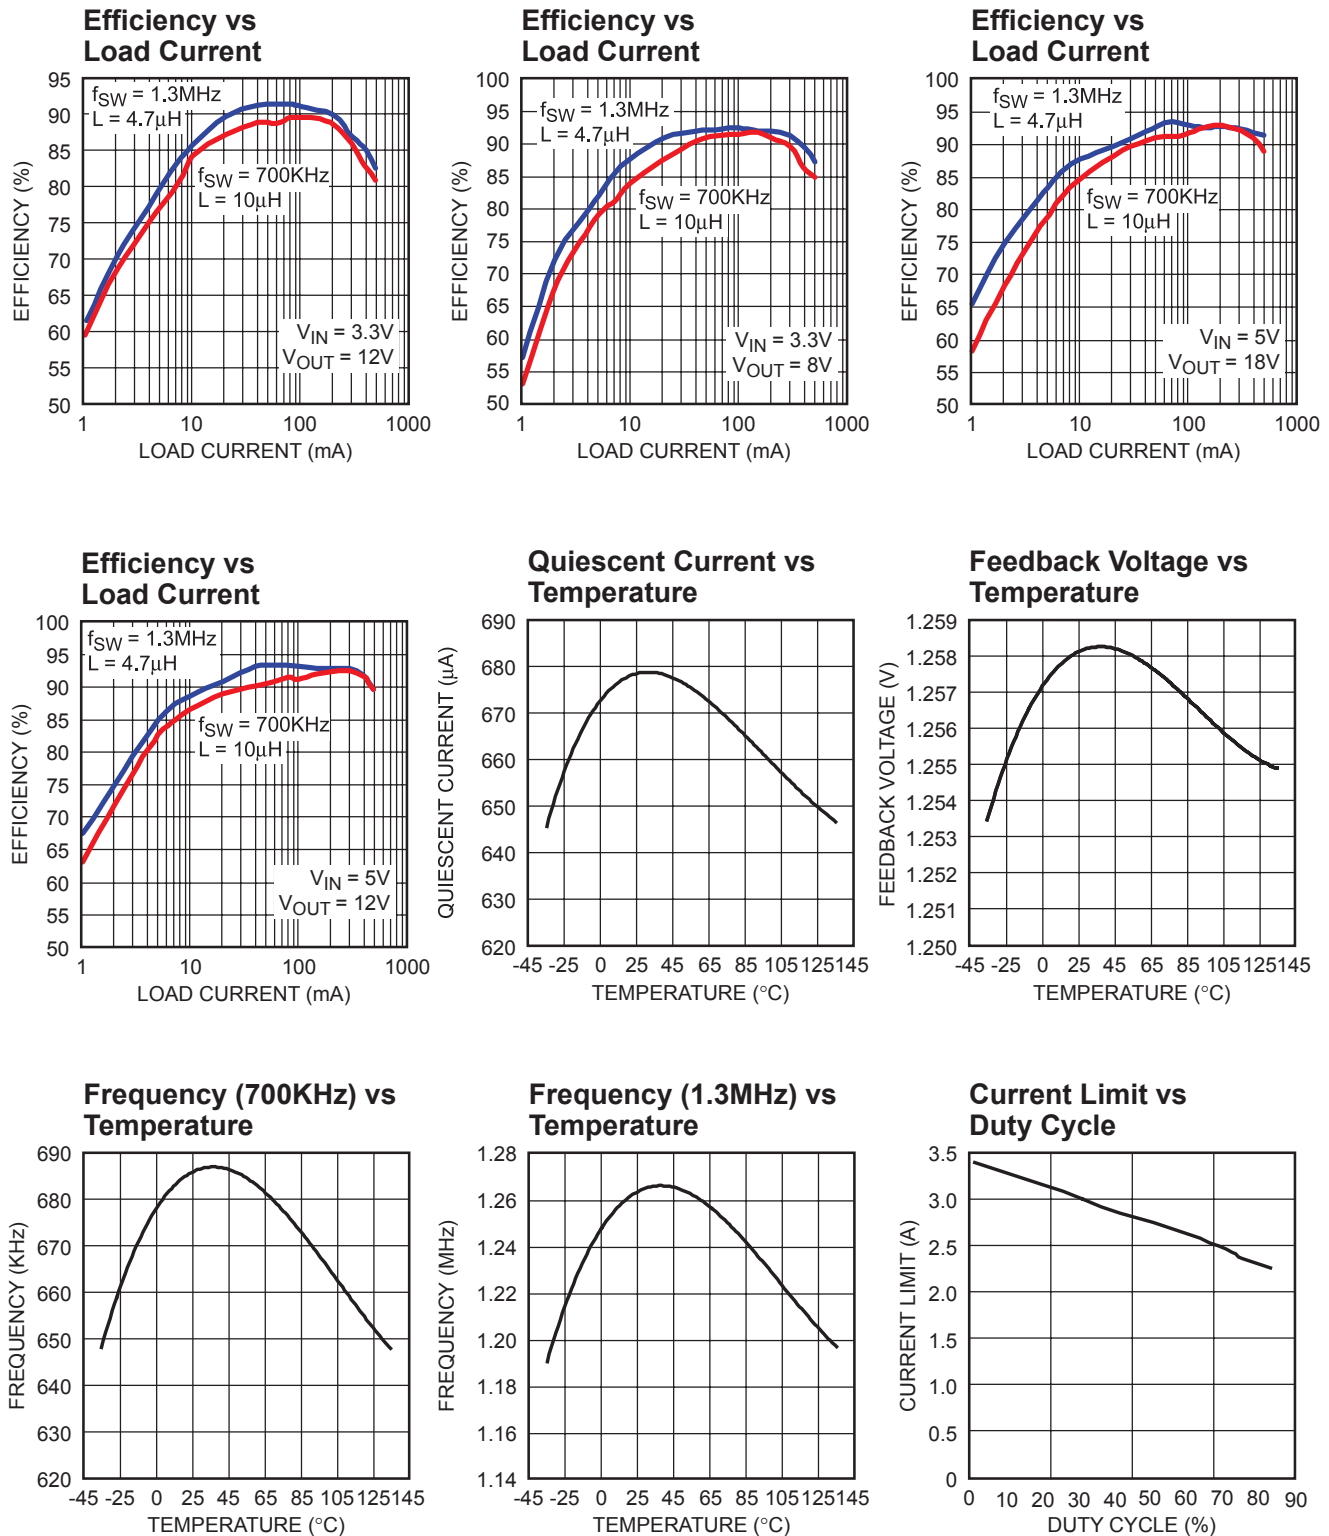 Efficiency vs
Load Current
95
90
85
80
75
70
65
60
55
50
EFFICIENCY (%)
fSW = 1.3MHz
L = 4.7µH
fSW = 700KHz
L = 10µH
VIN = 3.3V
VOUT = 12V
1 10 100 1000
LOAD CURRENT (mA)
Efficiency vs
Load Current
100
95
90
85
80
75
70
65
60
55
50
EFFICIENCY (%)
fSW = 1.3MHz
L = 4.7µH
fSW = 700KHz
L = 10µH
VIN = 3.3V
VOUT = 8V
1 10 100 1000
LOAD CURRENT (mA)
Efficiency vs
Load Current
100
95
90
85
80
75
70
65
60
55
50
EFFICIENCY (%)
fSW = 1.3MHz
L = 4.7µH
fSW = 700KHz
L = 10µH
VIN = 5V
VOUT = 18V
1 10 100 1000
LOAD CURRENT (mA)
Efficiency vs
Load Current
100
95
90
85
80
75
70
65
60
55
50
EFFICIENCY (%)
fSW = 1.3MHz
L = 4.7µH
fSW = 700KHz
L = 10µH
VIN = 5V
VOUT = 12V
1 10 100 1000
LOAD CURRENT (mA)
Quiescent Current vs
Temperature
690
680
670
660
650
640
630
620
QUIESCENT CURRENT (µA)
-45 -25 0 25 45 65 85 105 125 145
TEMPERATURE (°C)
Feedback Voltage vs
Temperature
1.259
1.258
1.257
1.256
1.255
1.254
1.253
1.252
1.251
1.250
FEEDBACK VOLTAGE (V)
-45 -25 0 25 45 65 85 105 125 145
TEMPERATURE (°C)
Frequency (700KHz) vs
Temperature
690
680
670
660
650
640
630
620
FREQUENCY (KHz)
-45 -25 0 25 45 65 85 105 125 145
TEMPERATURE (°C)
Frequency (1.3MHz) vs
Temperature
1.28
1.26
1.24
1.22
1.20
1.18
1.16
1.14
FREQUENCY (MHz)
-45 -25 0 25 45 65 85 105 125 145
TEMPERATURE (°C)
Current Limit vs
Duty Cycle
3.5
3.0
2.5
2.0
1.5
1.0
0.5
0
CURRENT LIMIT (A)
0 10 20 30 40 50 60 70 80 90
DUTY CYCLE (%)